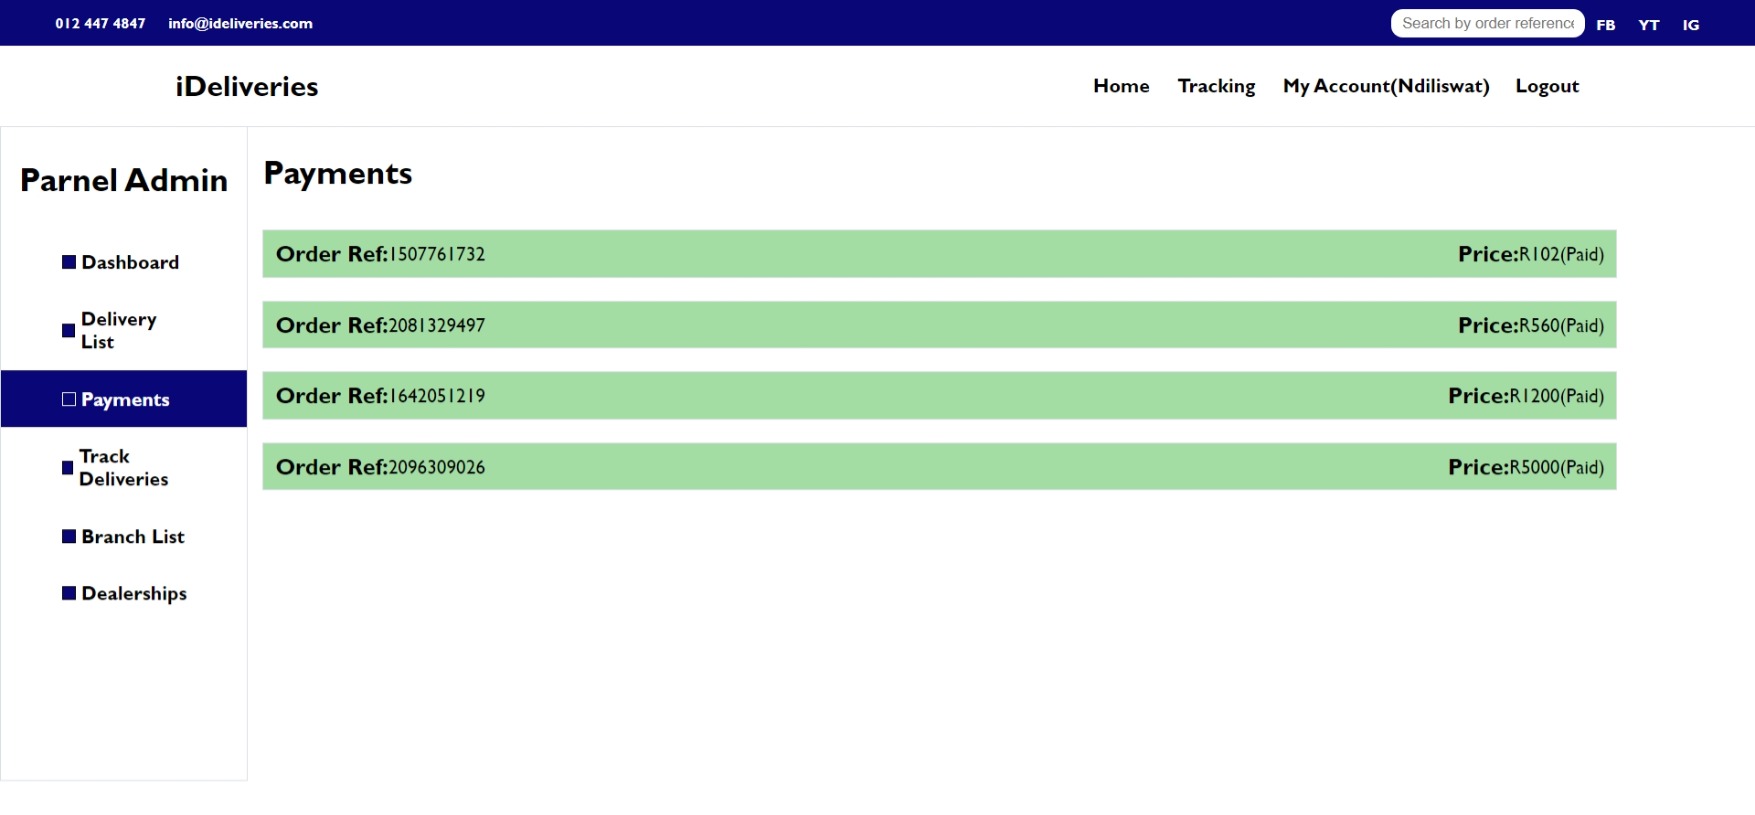 012 447 4847 info@ideliveries.com Search by order reference FB YT IG
iDeliveries Home Tracking My Account(Ndiliswat) Logout
Parnel Admin
Dashboard
Delivery
List
Payments
Track
Deliveries
Branch List
Dealerships
Payments
Order Ref:1507761732 Price:R102(Paid)
Order Ref:2081329497 Price:R560(Paid)
Order Ref:1642051219 Price:R1200(Paid)
Order Ref:2096309026 Price:R5000(Paid)